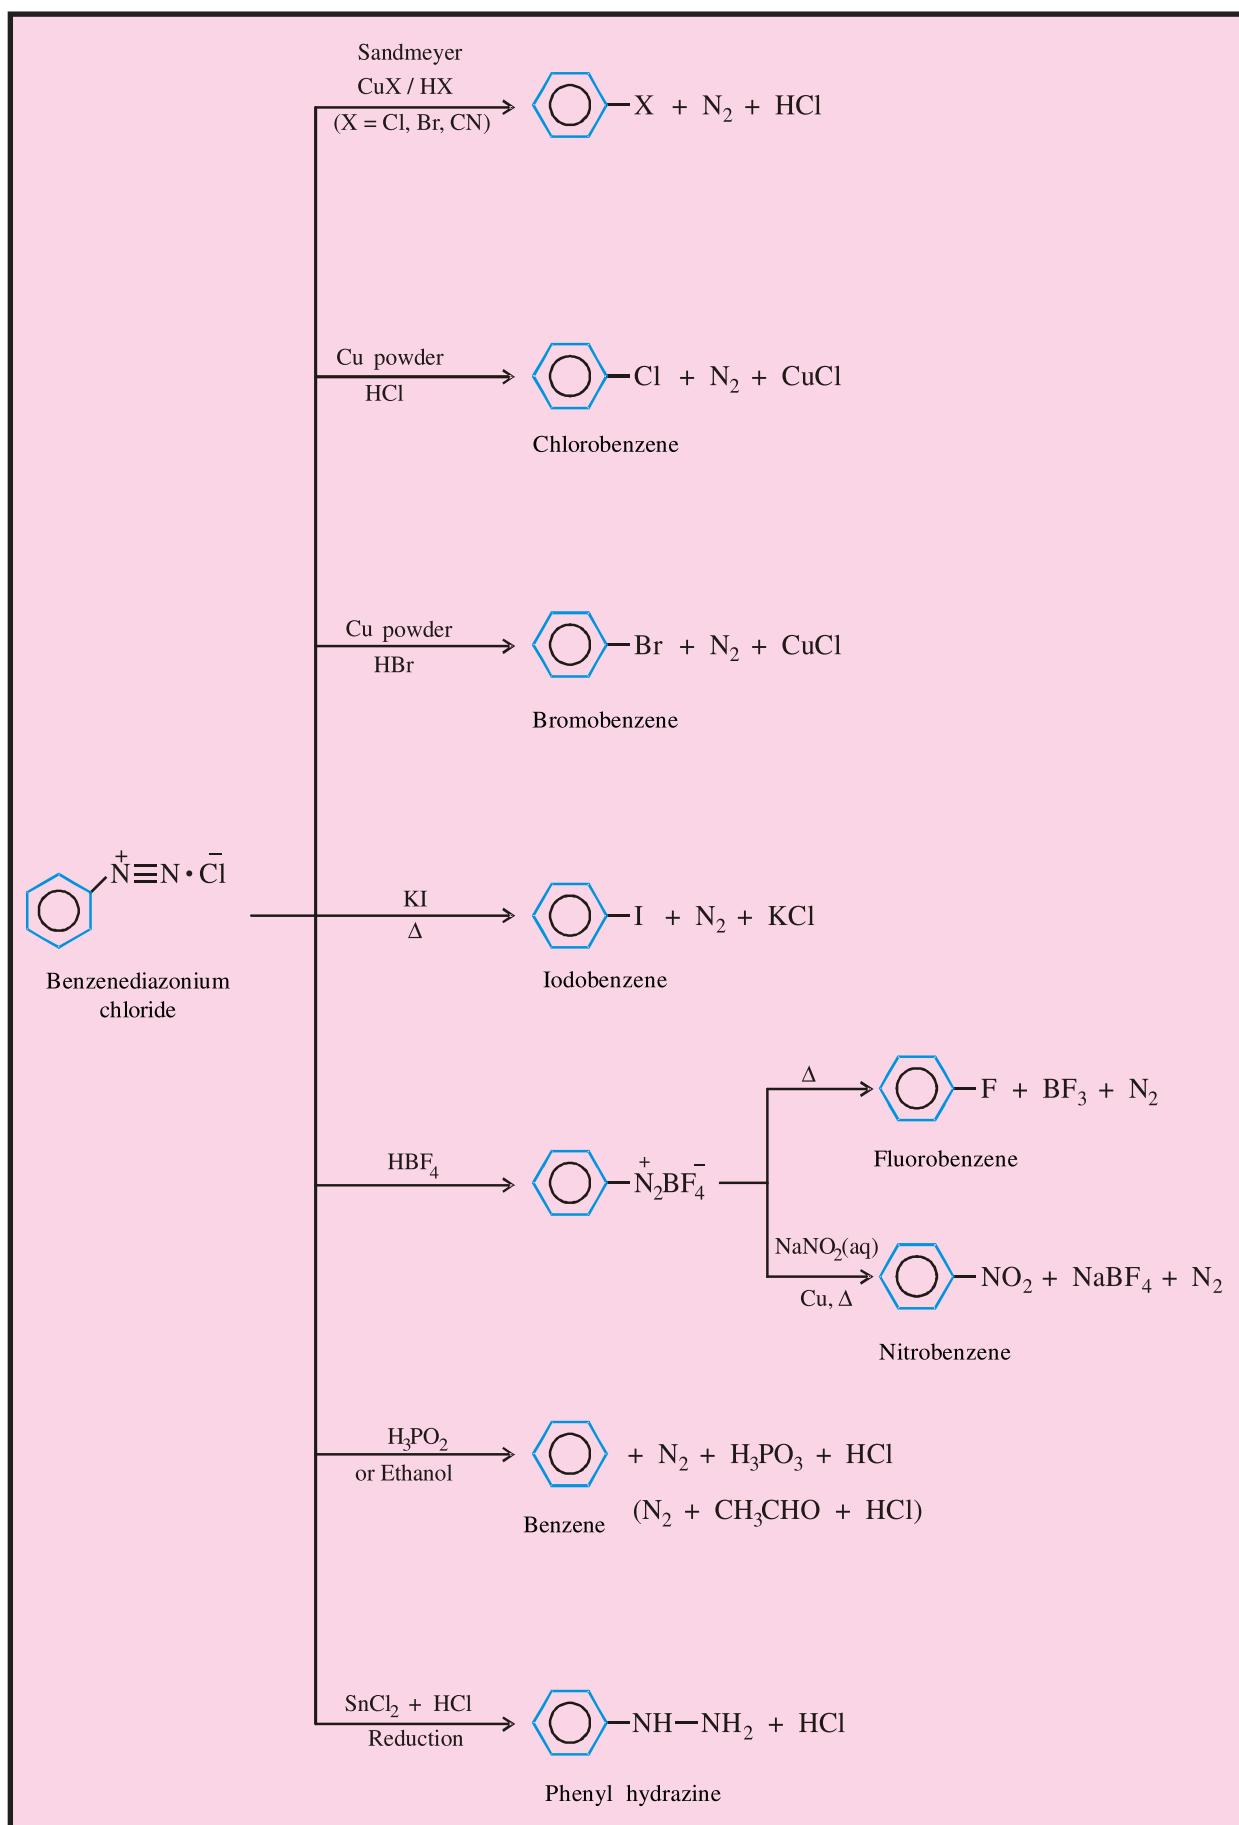 Sandmeyer
CuX / HX
(X = Cl, Br, CN)
X + N₂ + HCl
Cu powder
HCl
Cl + N₂ + CuCl
Chlorobenzene
Cu powder
HBr
Br + N₂ + CuCl
Bromobenzene
N⁺≡N • Cl⁻
Benzenediazonium
chloride
KI
Δ
I + N₂ + KCl
Iodobenzene
HBF₄
N₂⁺BF₄⁻
Δ
F + BF₃ + N₂
Fluorobenzene
NaNO₂(aq)
Cu, Δ
NO₂ + NaBF₄ + N₂
Nitrobenzene
H₃PO₂
or Ethanol
+ N₂ + H₃PO₃ + HCl
(N₂ + CH₃CHO + HCl)
Benzene
SnCl₂ + HCl
Reduction
NH—NH₂ + HCl
Phenyl hydrazine